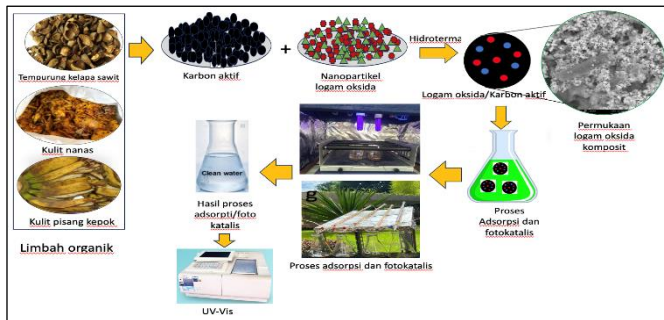 Tempurung kelapa sawit
Kulit nanas
Kulit pisang kepok
Limbah organik
Karbon aktif
+
Nanopartikel
logam oksida
Hidroterma
Logam oksida/Karbon aktif
Permukaan
logam oksida
komposit
Proses
Adsorpsi dan
fotokatalis
g
Proses adsorpsi dan fotokatalis
Clean water
Hasil proses
adsorpti/foto
katalis
UV-Vis